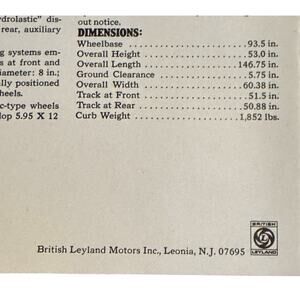 ydrolastic" dis-
rear, auxiliary
g systems em-
s at front and
iameter: 8 in.;
lly positioned
heels.
c-type wheels
lop 5.95 X 12
out notice.
DIMENSIONS:
Wheelbase ........................ 93.5 in.
Overall Height .................... 53.0 in.
Overall Length .................. 146.75 in.
Ground Clearance ................ 5.75 in.
Overall Width .................... 60.38 in.
Track at Front .................... 51.5 in.
Track at Rear .................... 50.88 in.
Curb Weight .................... 1,852 lbs.
British Leyland Motors Inc., Leonia, N.J. 07695
BRITISH
LEYLAND